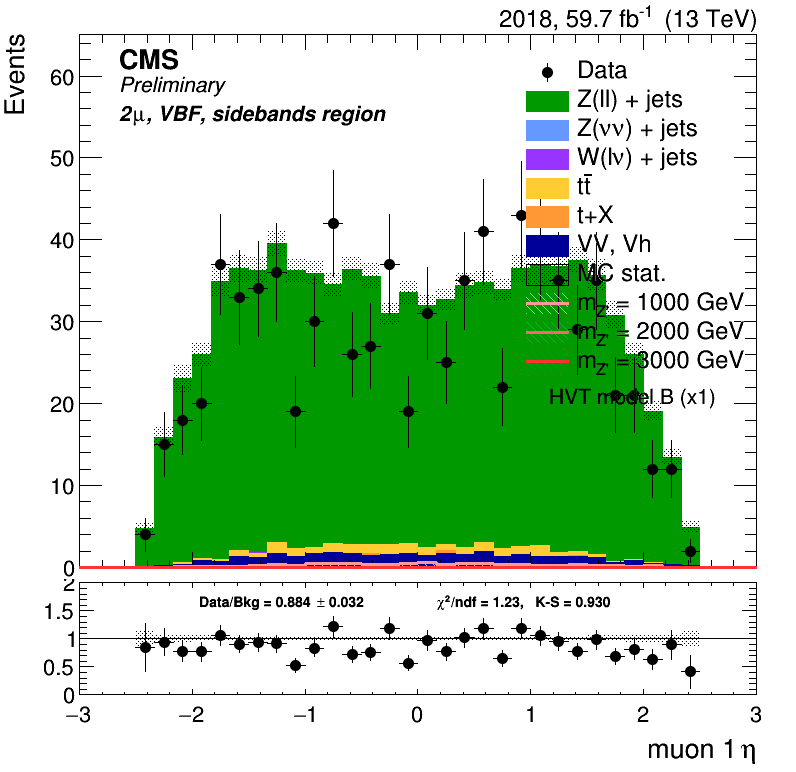 2018, 59.7 fb⁻¹ (13 TeV)
Events
CMS
Preliminary
2μ, VBF, sidebands region
Data
Z(ll) + jets
Z(νν) + jets
W(lν) + jets
tt̄
t+X
VV, Vh
MC stat.
m_Z' = 1000 GeV
m_Z' = 2000 GeV
m_Z' = 3000 GeV
HVT model B (x1)
60
50
40
30
20
10
0
2
1.5
1
0.5
0
Data/Bkg = 0.884 ± 0.032
χ²/ndf = 1.23, K-S = 0.930
−3 −2 −1 0 1 2 3
muon 1 η